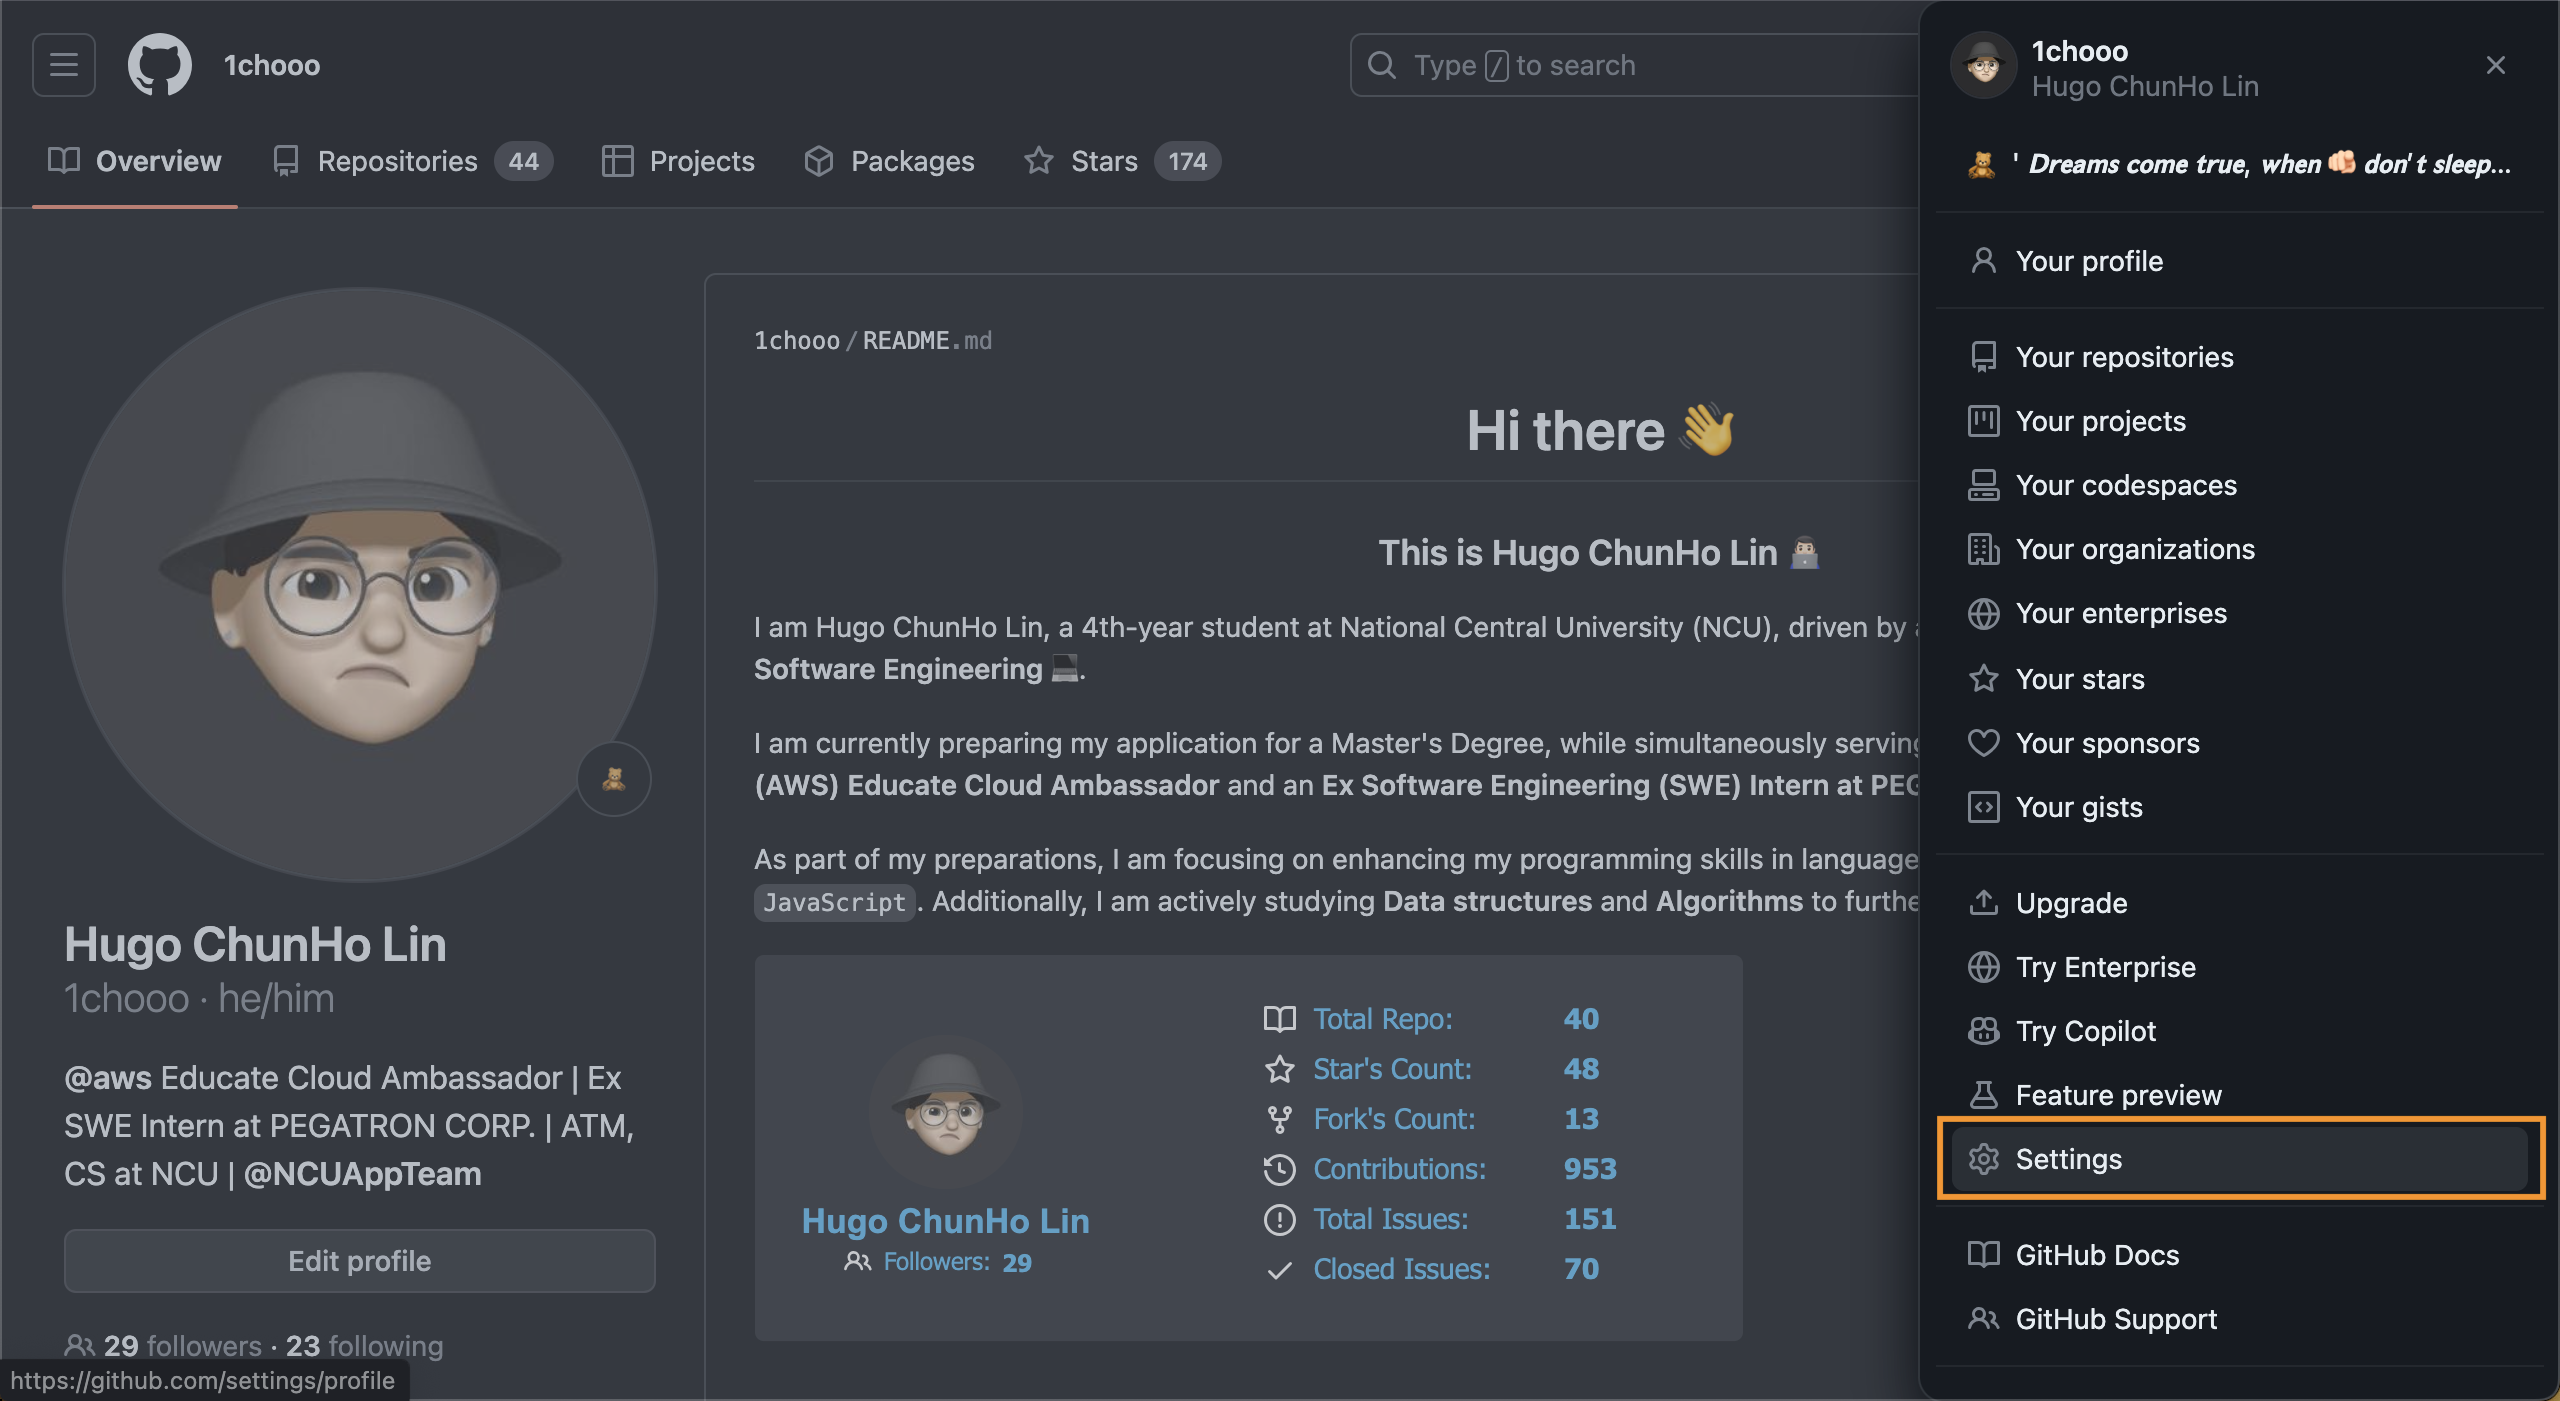 1chooo
Type / to search
Overview
Repositories 44
Projects
Packages
Stars 174
1chooo/README.md
Hi there 👋
This is Hugo ChunHo Lin 👨🏻‍💻
I am Hugo ChunHo Lin, a 4th-year student at National Central University (NCU), driven by
Software Engineering 💻.
I am currently preparing my application for a Master's Degree, while simultaneously serving
(AWS) Educate Cloud Ambassador and an Ex Software Engineering (SWE) Intern at PEG
As part of my preparations, I am focusing on enhancing my programming skills in language
JavaScript. Additionally, I am actively studying Data structures and Algorithms to furthe
Hugo ChunHo Lin
Followers: 29
Total Repo: 40
Star's Count: 48
Fork's Count: 13
Contributions: 953
Total Issues: 151
Closed Issues: 70
Hugo ChunHo Lin
1chooo · he/him
@aws Educate Cloud Ambassador | Ex
SWE Intern at PEGATRON CORP. | ATM,
CS at NCU | @NCUAppTeam
Edit profile
29 followers · 23 following
https://github.com/settings/profile
1chooo
Hugo ChunHo Lin
🧸 ' Dreams come true, when 🫵🏻 don't sleep...
Your profile
Your repositories
Your projects
Your codespaces
Your organizations
Your enterprises
Your stars
Your sponsors
Your gists
Upgrade
Try Enterprise
Try Copilot
Feature preview
Settings
GitHub Docs
GitHub Support